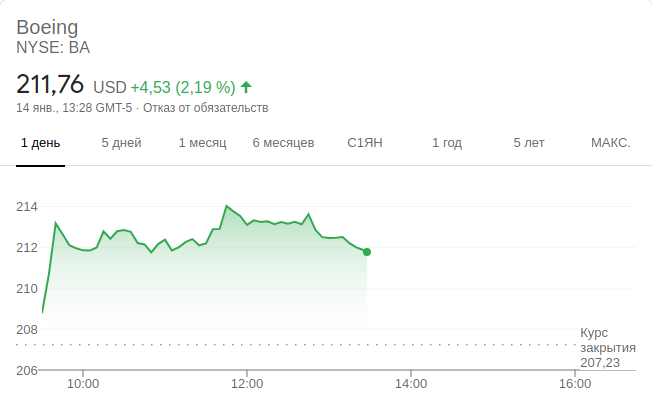 Boeing
NYSE: BA
211,76 USD +4,53 (2,19 %)
14 янв., 13:28 GMT-5 · Отказ от обязательств
1 день 5 дней 1 месяц 6 месяцев С1ЯН 1 год 5 лет МАКС.
214
212
210
208
Курс
закрытия
207,23
206
10:00 12:00 14:00 16:00